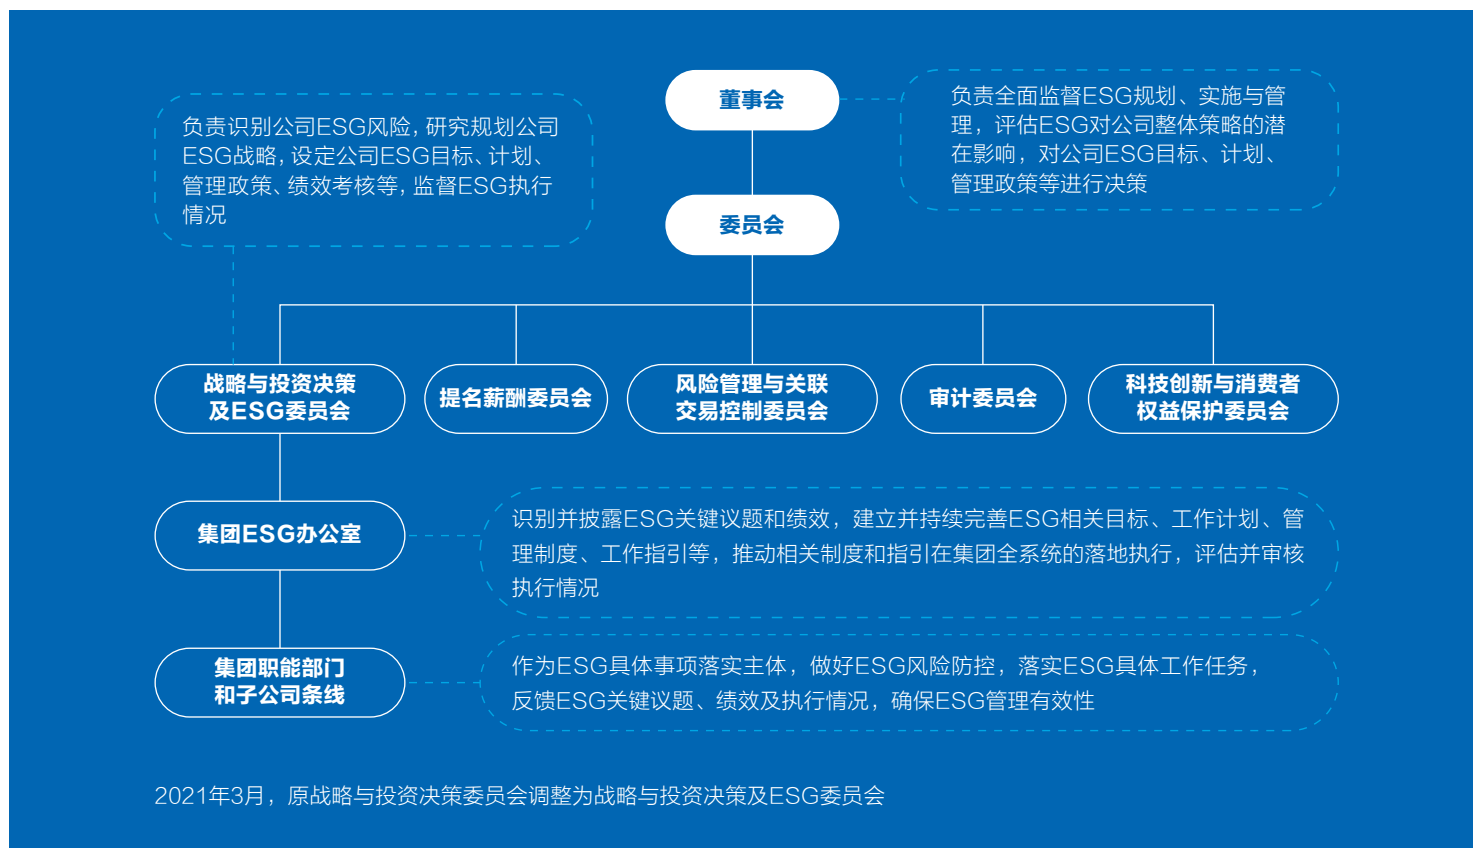 董事会
负责全面监督ESG规划、实施与管
理，评估ESG对公司整体策略的潜
在影响，对公司ESG目标、计划、
管理政策等进行决策
负责识别公司ESG风险，研究规划公司
ESG战略，设定公司ESG目标、计划、
管理政策、绩效考核等，监督ESG执行
情况
委员会
战略与投资决策
及ESG委员会
提名薪酬委员会
风险管理与关联
交易控制委员会
审计委员会
科技创新与消费者
权益保护委员会
集团ESG办公室
识别并披露ESG关键议题和绩效，建立并持续完善ESG相关目标、工作计划、管
理制度、工作指引等，推动相关制度和指引在集团全系统的落地执行，评估并审核
执行情况
集团职能部门
和子公司条线
作为ESG具体事项落实主体，做好ESG风险防控，落实ESG具体工作任务，
反馈ESG关键议题、绩效及执行情况，确保ESG管理有效性
2021年3月，原战略与投资决策委员会调整为战略与投资决策及ESG委员会